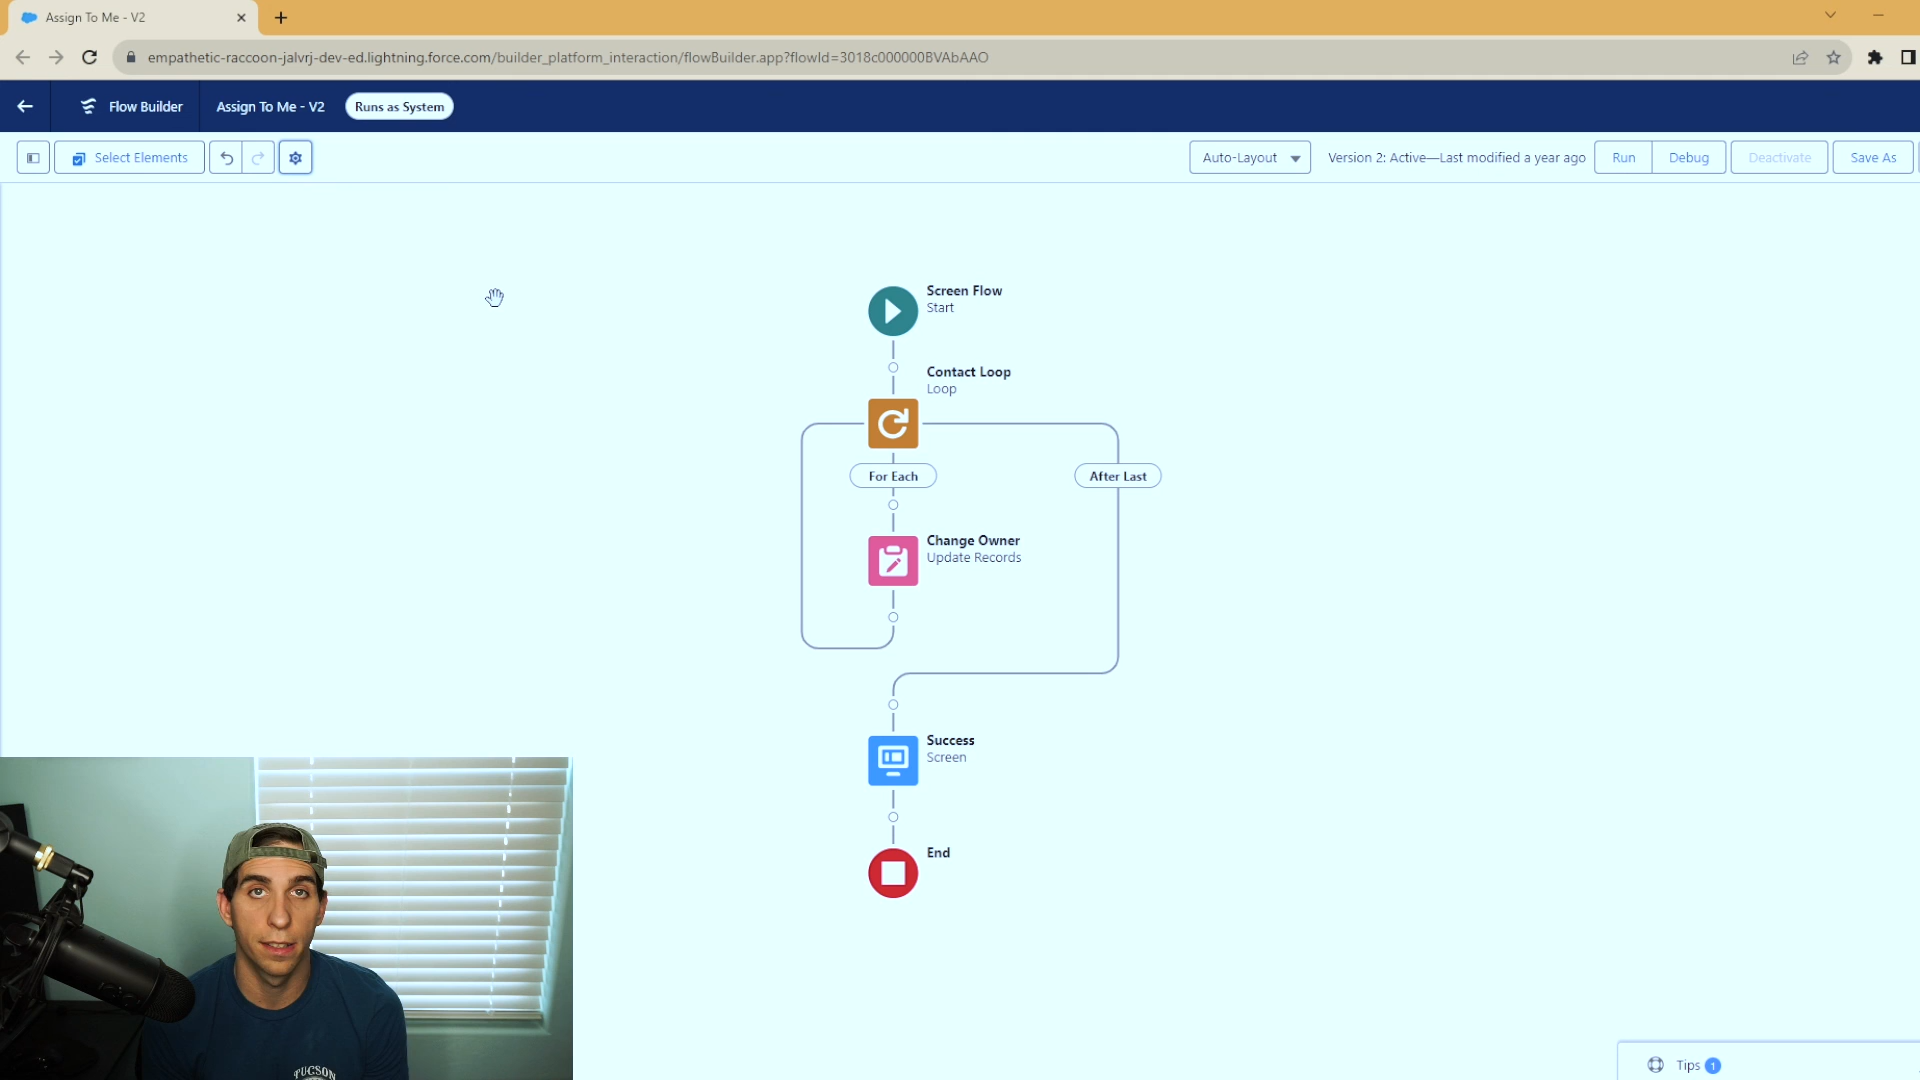 Assign To Me - V2
empathetic-raccoon-jalvrj-dev-ed.lightning.force.com/builder_platform_interaction/flowBuilder.app?flowId=3018c000000BVAbAAO
Flow Builder
Assign To Me - V2
Runs as System
Select Elements
Auto-Layout
Version 2: Active—Last modified a year ago
Run
Debug
Deactivate
Save As
Screen Flow
Start
Contact Loop
Loop
For Each
After Last
Change Owner
Update Records
Success
Screen
End
TUCSON
Tips 1